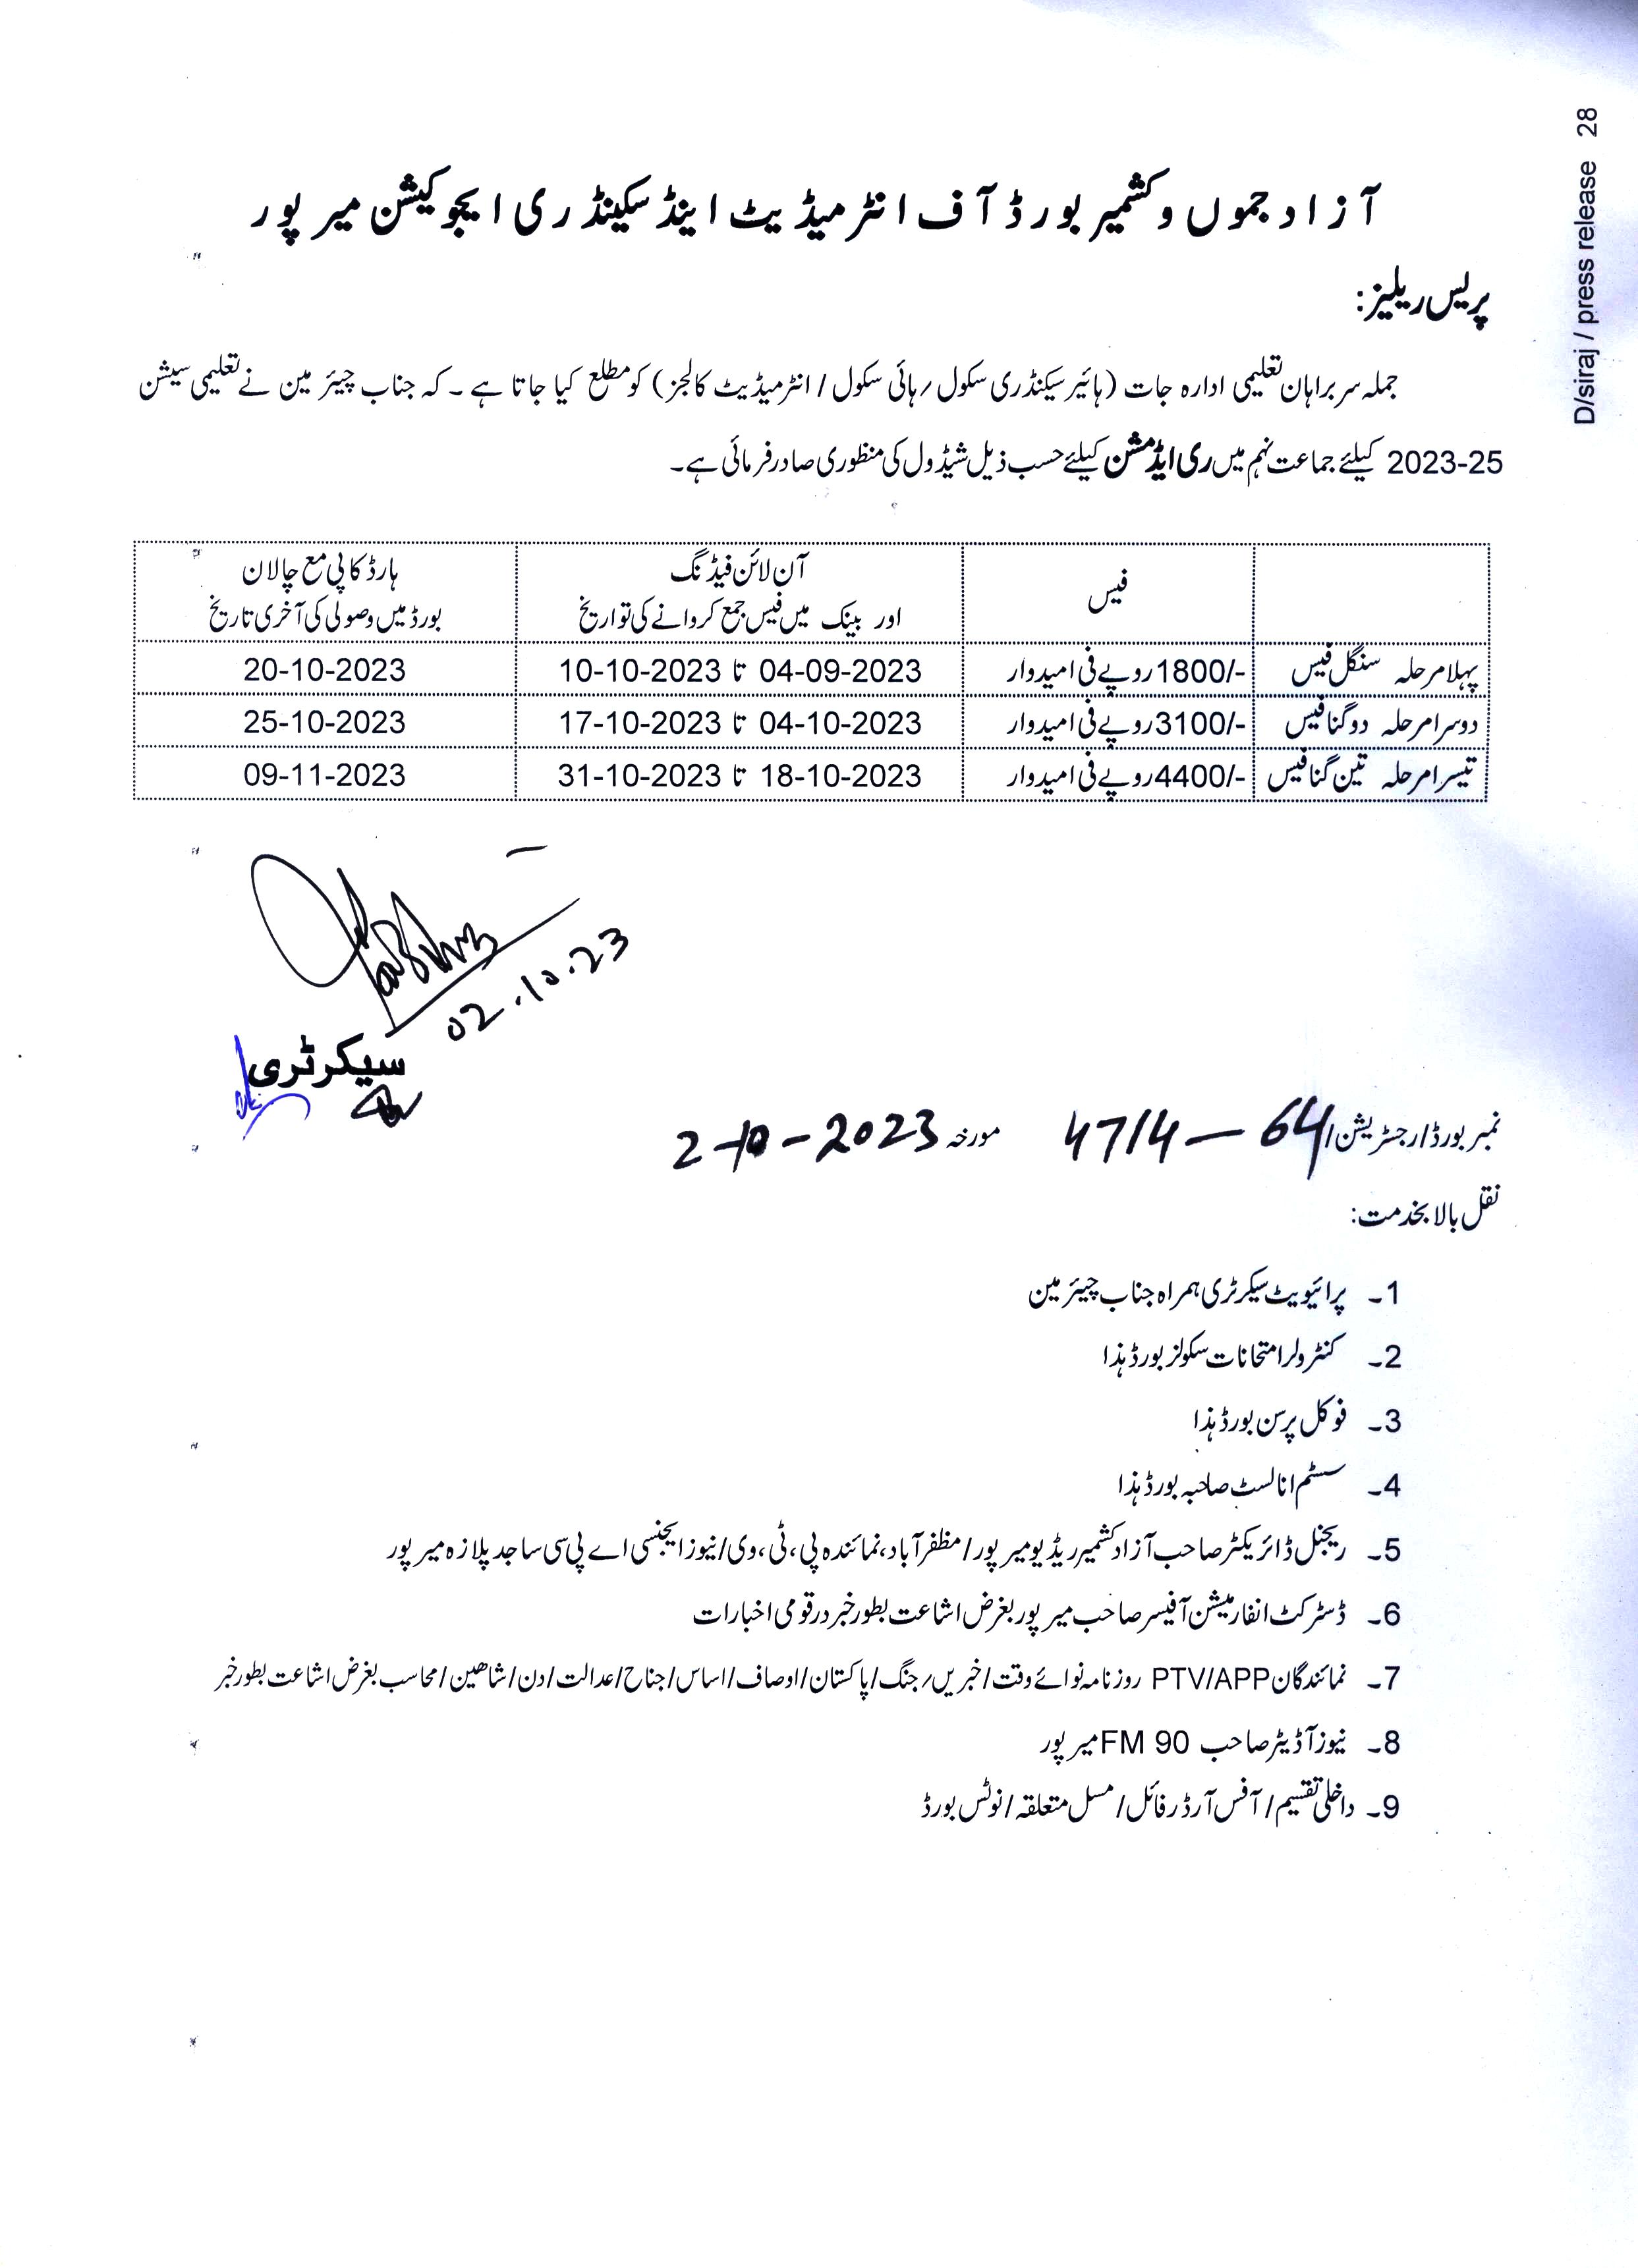 D/siraj / press release 28
آزاد جموں و کشمیر بورڈ آف انٹرمیڈیٹ اینڈ سکینڈری ایجوکیشن میرپور
پریس ریلیز:
جملہ سربراہان تعلیمی ادارہ جات (ہائیر سیکنڈری سکول / ہائی سکول / انٹرمیڈیٹ کالجز) کو مطلع کیا جاتا ہے ۔ کہ جناب چیئرمین نے تعلیمی سیشن
2023-25 کیلئے جماعت نہم میں ری ایڈمشن کیلئے حسب ذیل شیڈول کی منظوری صادر فرمائی ہے۔
فیس آن لائن فیڈنگ ہارڈ کاپی مع چالان
اور بینک میں فیس جمع کروانے کی تواریخ بورڈ میں وصولی کی آخری تاریخ
پہلا مرحلہ سنگل فیس 1800/- روپے فی امیدوار 04-09-2023 تا 10-10-2023 20-10-2023
دوسرا مرحلہ دوگنا فیس 3100/- روپے فی امیدوار 04-10-2023 تا 17-10-2023 25-10-2023
تیسرا مرحلہ تین گنا فیس 4400/- روپے فی امیدوار 18-10-2023 تا 31-10-2023 09-11-2023
02.10.23
سیکرٹری
نمبر بورڈ/رجسٹریشن/ 4714 — 64 مورخہ 2-10-2023
نقل بالا بخدمت:
1۔ پرائیویٹ سیکرٹری ہمراہ جناب چیئرمین
2۔ کنٹرولر امتحانات سکولز بورڈ ہذا
3۔ فوکل پرسن بورڈ ہذا
4۔ سسٹم انالسٹ صاحبہ بورڈ ہذا
5۔ ریجنل ڈائریکٹر صاحب آزاد کشمیر ریڈیو میرپور/مظفرآباد، نمائندہ پی،ٹی،وی/نیوز ایجنسی اے پی سی ساجد پلازہ میرپور
6۔ ڈسٹرکٹ انفارمیشن آفیسر صاحب میرپور بغرض اشاعت بطور خبر در قومی اخبارات
7۔ نمائندگان PTV/APP روزنامہ نوائے وقت/خبریں/جنگ/پاکستان/اوصاف/اساس/جناح/عدالت/دن/شاھین/محاسب بغرض اشاعت بطور خبر
8۔ نیوز آڈیٹر صاحب FM 90 میرپور
9۔ داخلی تقسیم/آفس آرڈر فائل/مسل متعلقہ/نوٹس بورڈ